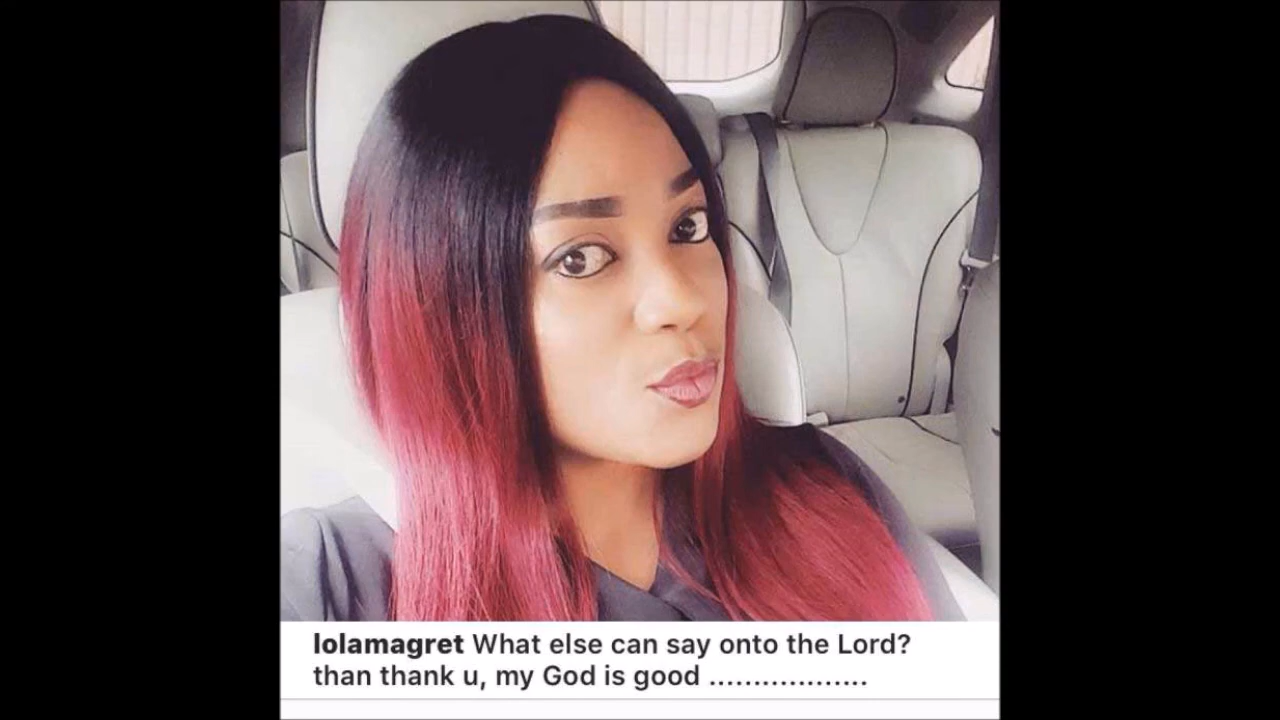 lolamagret What else can say onto the Lord?
than thank u, my God is good ..................